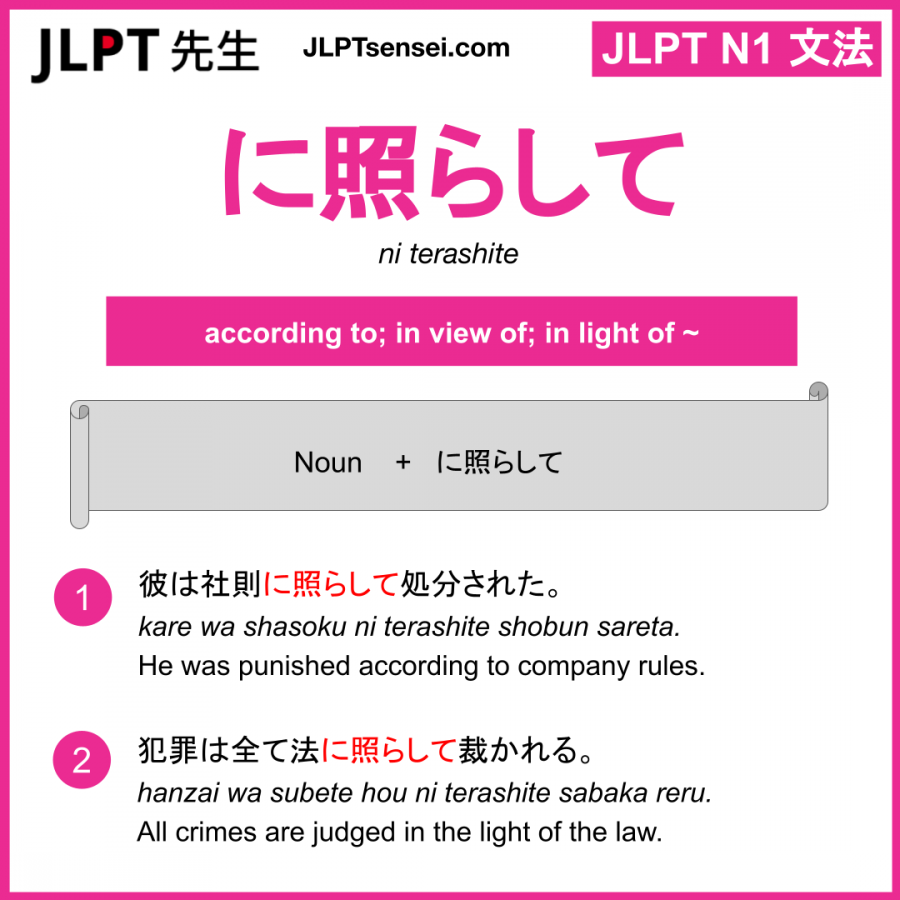 JLPT 先生
JLPTsensei.com
JLPT N1 文法
に照らして
ni terashite
according to; in view of; in light of ~
Noun + に照らして
1
彼は社則に照らして処分された。
kare wa shasoku ni terashite shobun sareta.
He was punished according to company rules.
2
犯罪は全て法に照らして裁かれる。
hanzai wa subete hou ni terashite sabaka reru.
All crimes are judged in the light of the law.